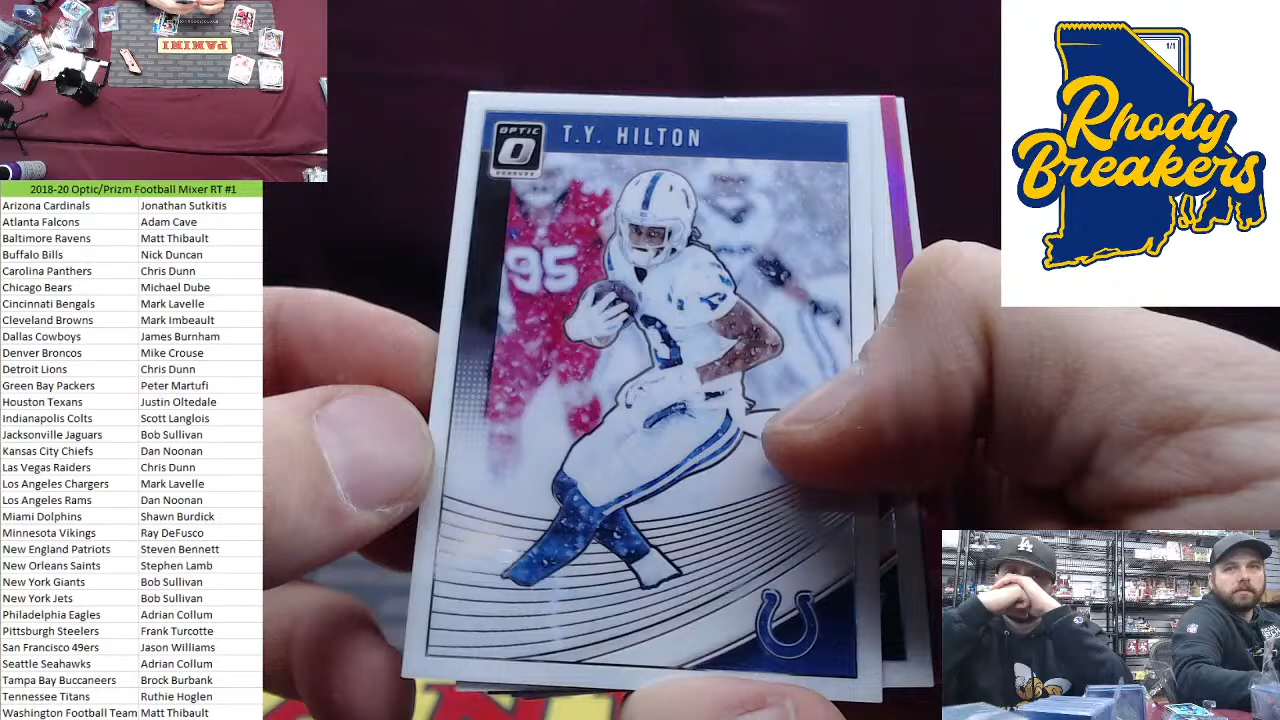 PANINI
2018-20 Optic/Prizm Football Mixer RT #1
Arizona Cardinals Jonathan Sutkitis
Atlanta Falcons Adam Cave
Baltimore Ravens Matt Thibault
Buffalo Bills Nick Duncan
Carolina Panthers Chris Dunn
Chicago Bears Michael Dube
Cincinnati Bengals Mark Lavelle
Cleveland Browns Mark Imbeault
Dallas Cowboys James Burnham
Denver Broncos Mike Crouse
Detroit Lions Chris Dunn
Green Bay Packers Peter Martufi
Houston Texans Justin Oltedale
Indianapolis Colts Scott Langlois
Jacksonville Jaguars Bob Sullivan
Kansas City Chiefs Dan Noonan
Las Vegas Raiders Chris Dunn
Los Angeles Chargers Mark Lavelle
Los Angeles Rams Dan Noonan
Miami Dolphins Shawn Burdick
Minnesota Vikings Ray DeFusco
New England Patriots Steven Bennett
New Orleans Saints Stephen Lamb
New York Giants Bob Sullivan
New York Jets Bob Sullivan
Philadelphia Eagles Adrian Collum
Pittsburgh Steelers Frank Turcotte
San Francisco 49ers Jason Williams
Seattle Seahawks Adrian Collum
Tampa Bay Buccaneers Brock Burbank
Tennessee Titans Ruthie Hoglen
Washington Football Team Matt Thibault
OPTIC
O
DONRUSS
T.Y. HILTON
95
13
1/1
Rhody
Breakers
LA